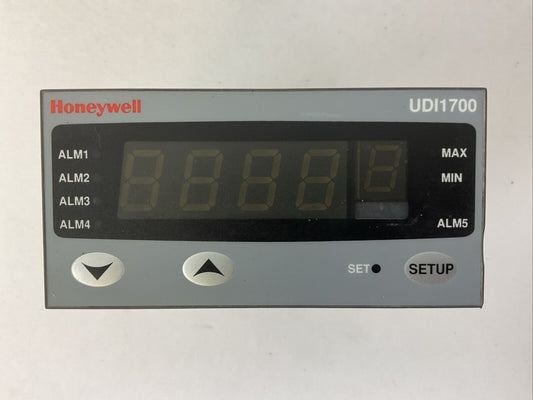 Honeywell UDI1700
ALM1 MAX
ALM2 MIN
ALM3
ALM4 ALM5
SET SETUP